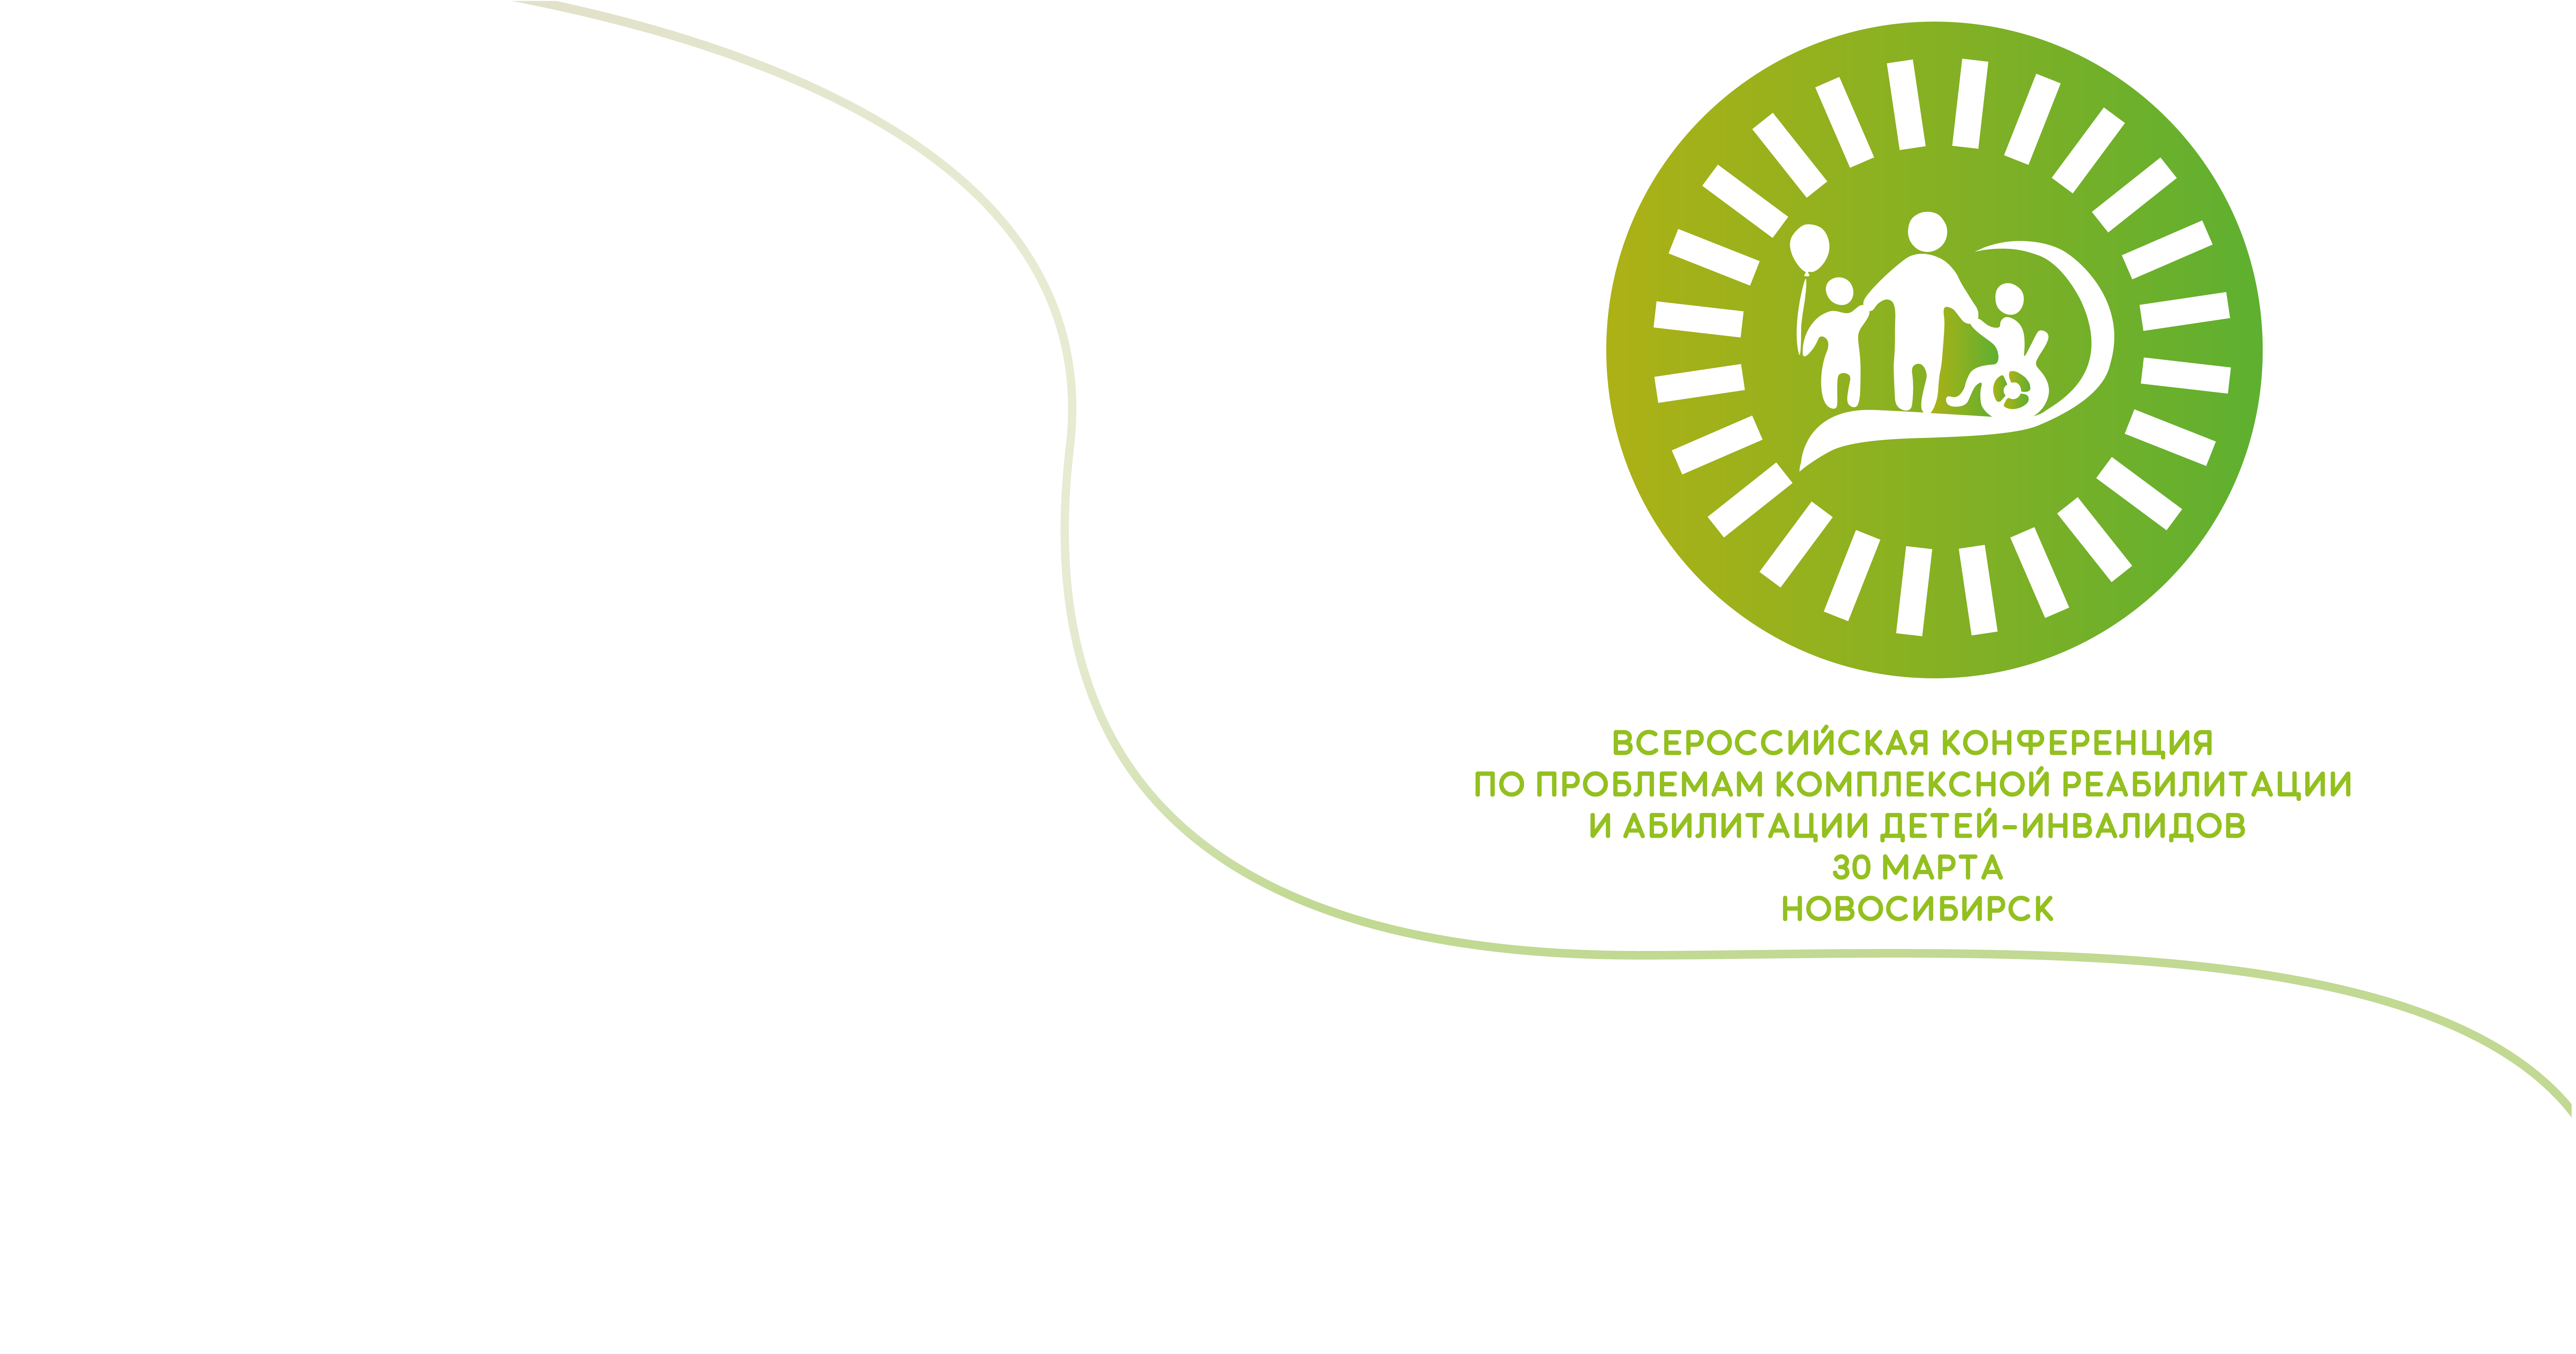 ВСЕРОССИЙСКАЯ КОНФЕРЕНЦИЯ
ПО ПРОБЛЕМАМ КОМПЛЕКСНОЙ РЕАБИЛИТАЦИИ
И АБИЛИТАЦИИ ДЕТЕЙ-ИНВАЛИДОВ
30 МАРТА
НОВОСИБИРСК